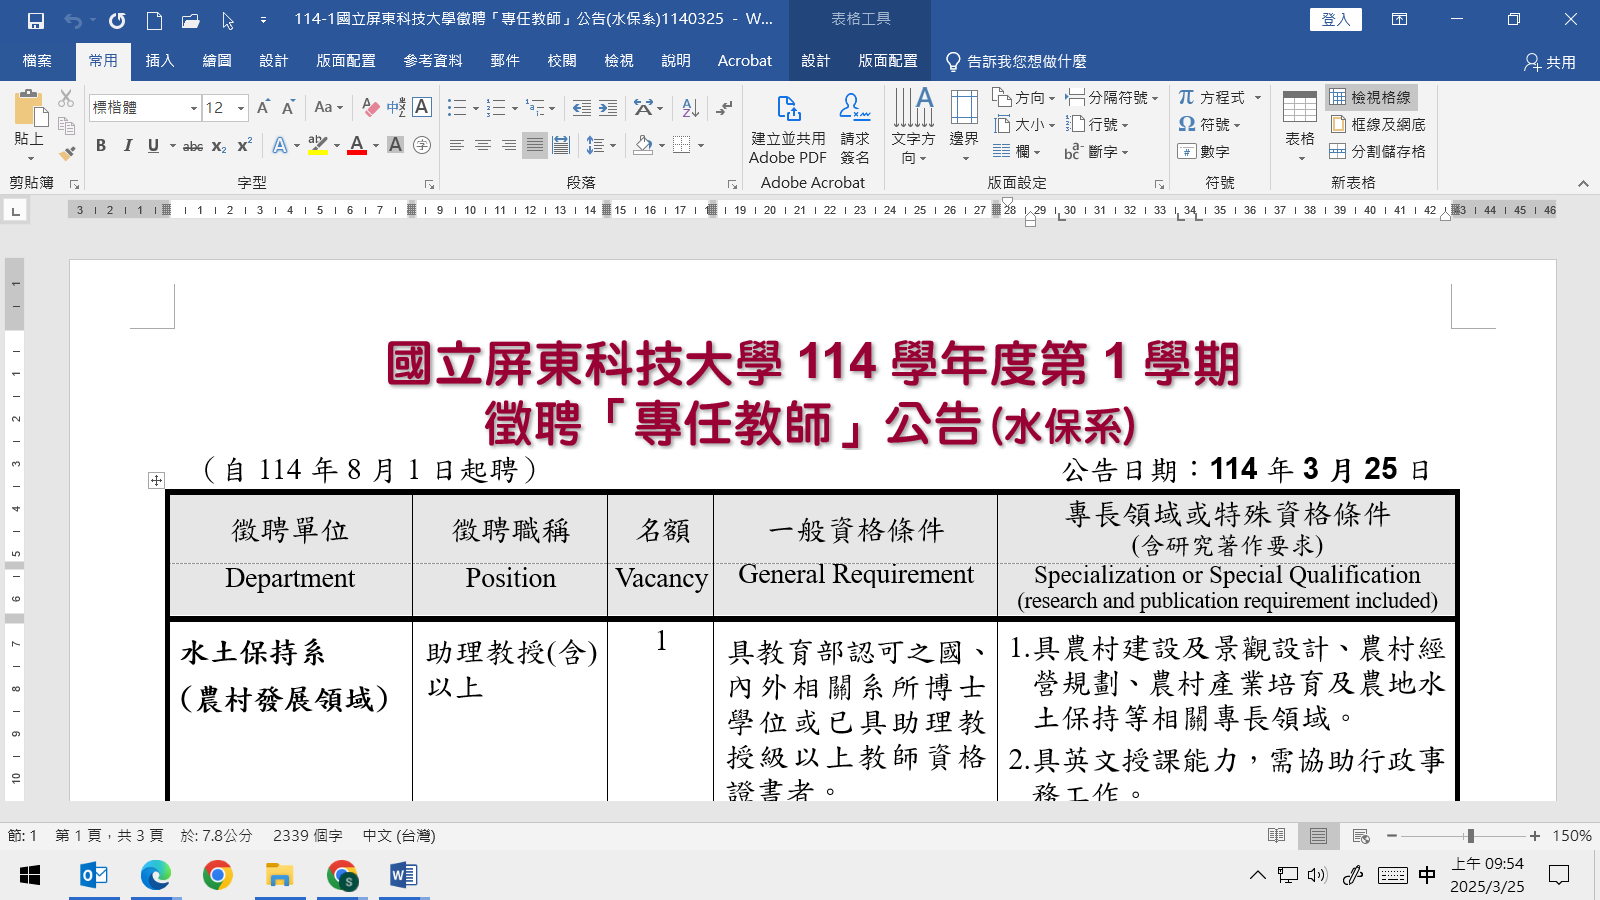 114-1國立屏東科技大學徵聘「專任教師」公告(水保系)1140325 - W...
表格工具
登入
檔案 常用 插入 繪圖 設計 版面配置 參考資料 郵件 校閱 檢視 說明 Acrobat 設計 版面配置 告訴我您想做什麼 共用
標楷體 12
貼上
剪貼簿
字型
段落
建立並共用 Adobe PDF
請求簽名
Adobe Acrobat
文字方向
邊界
方向
大小
欄
分隔符號
行號
斷字
版面設定
方程式
符號
數字
符號
表格
檢視格線
框線及網底
分割儲存格
新表格
國立屏東科技大學 114 學年度第 1 學期
徵聘「專任教師」公告(水保系)
（自 114 年 8 月 1 日起聘） 公告日期：114 年 3 月 25 日
徵聘單位 徵聘職稱 名額 一般資格條件 專長領域或特殊資格條件
(含研究著作要求)
Department Position Vacancy General Requirement Specialization or Special Qualification
(research and publication requirement included)
水土保持系
（農村發展領域）
助理教授(含)
以上
1
具教育部認可之國、
內外相關系所博士
學位或已具助理教
授級以上教師資格
證書者。
1.具農村建設及景觀設計、農村經
營規劃、農村產業培育及農地水
土保持等相關專長領域。
2.具英文授課能力，需協助行政事
務工作。
節: 1 第 1 頁，共 3 頁 於: 7.8公分 2339 個字 中文 (台灣) 150%
中
上午 09:54
2025/3/25